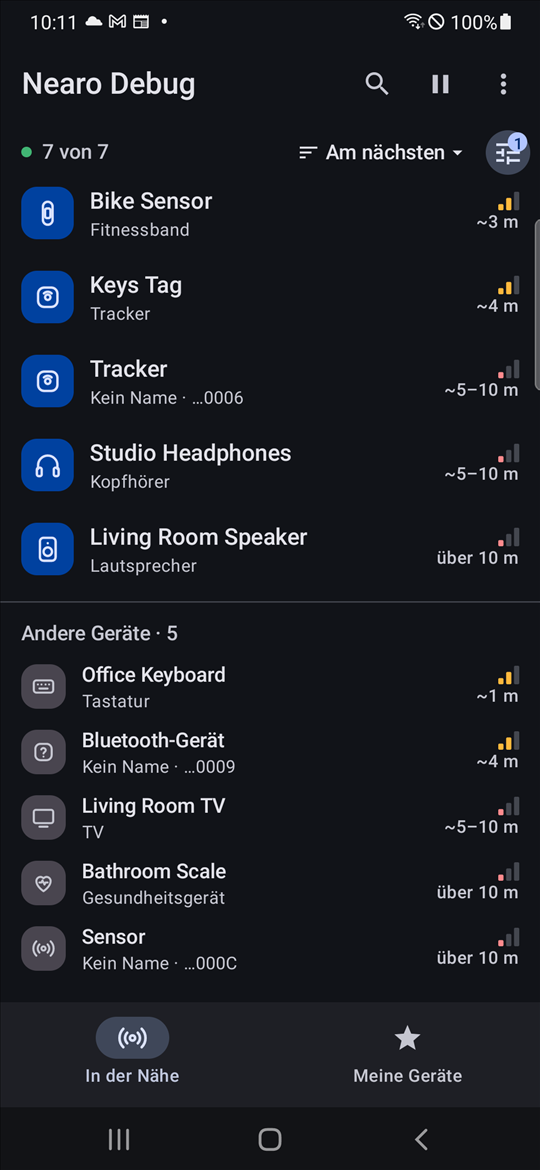 10:11 100%
Nearo Debug
7 von 7 Am nächsten 1
Bike Sensor
Fitnessband ~3 m
Keys Tag
Tracker ~4 m
Tracker
Kein Name · …0006 ~5–10 m
Studio Headphones
Kopfhörer ~5–10 m
Living Room Speaker
Lautsprecher über 10 m
Andere Geräte · 5
Office Keyboard
Tastatur ~1 m
Bluetooth-Gerät
Kein Name · …0009 ~4 m
Living Room TV
TV ~5–10 m
Bathroom Scale
Gesundheitsgerät über 10 m
Sensor
Kein Name · …000C über 10 m
In der Nähe Meine Geräte